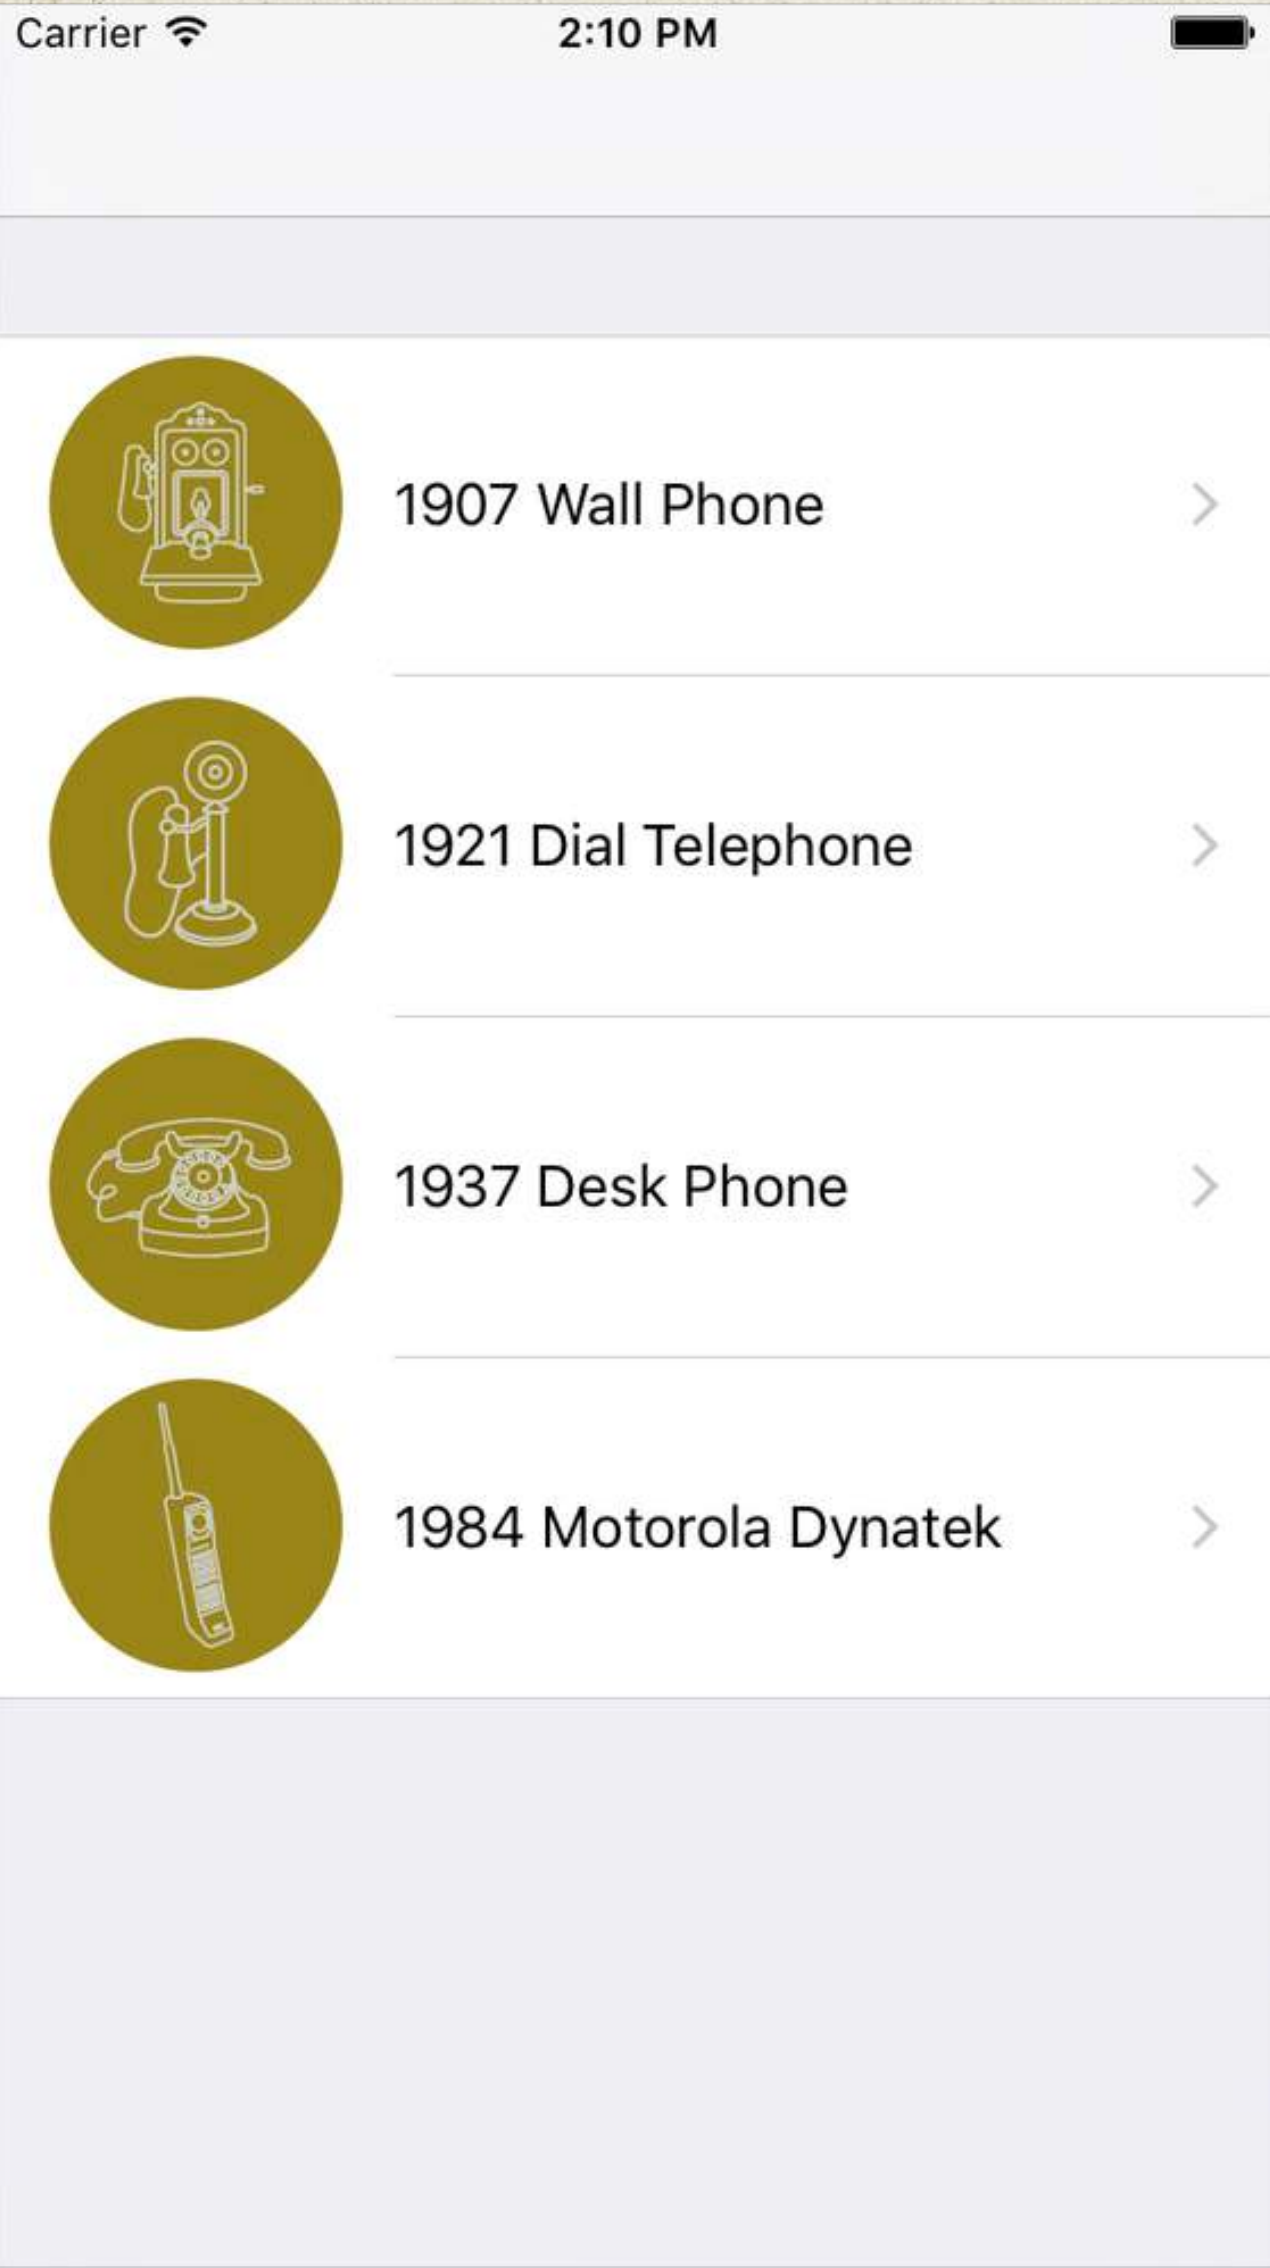 Carrier
2:10 PM
1907 Wall Phone
1921 Dial Telephone
1937 Desk Phone
1984 Motorola Dynatek